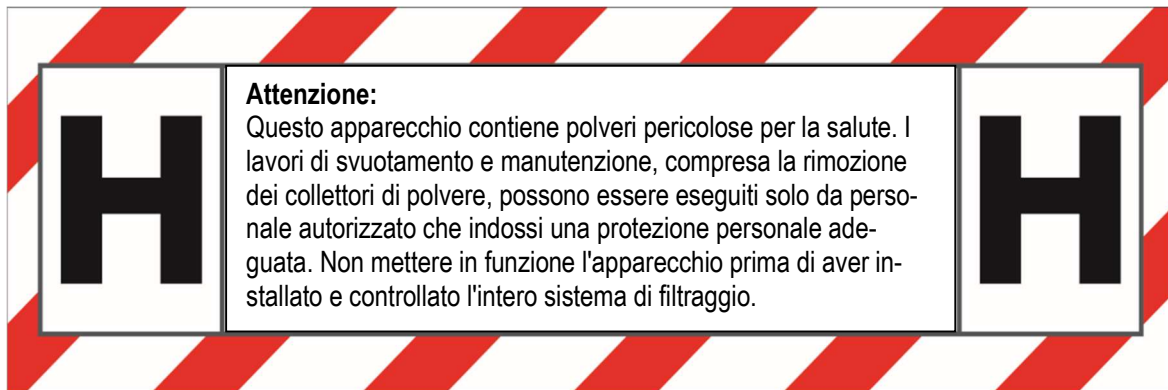 H
Attenzione:
Questo apparecchio contiene polveri pericolose per la salute. I
lavori di svuotamento e manutenzione, compresa la rimozione
dei collettori di polvere, possono essere eseguiti solo da perso-
nale autorizzato che indossi una protezione personale ade-
guata. Non mettere in funzione l'apparecchio prima di aver in-
stallato e controllato l'intero sistema di filtraggio.
H